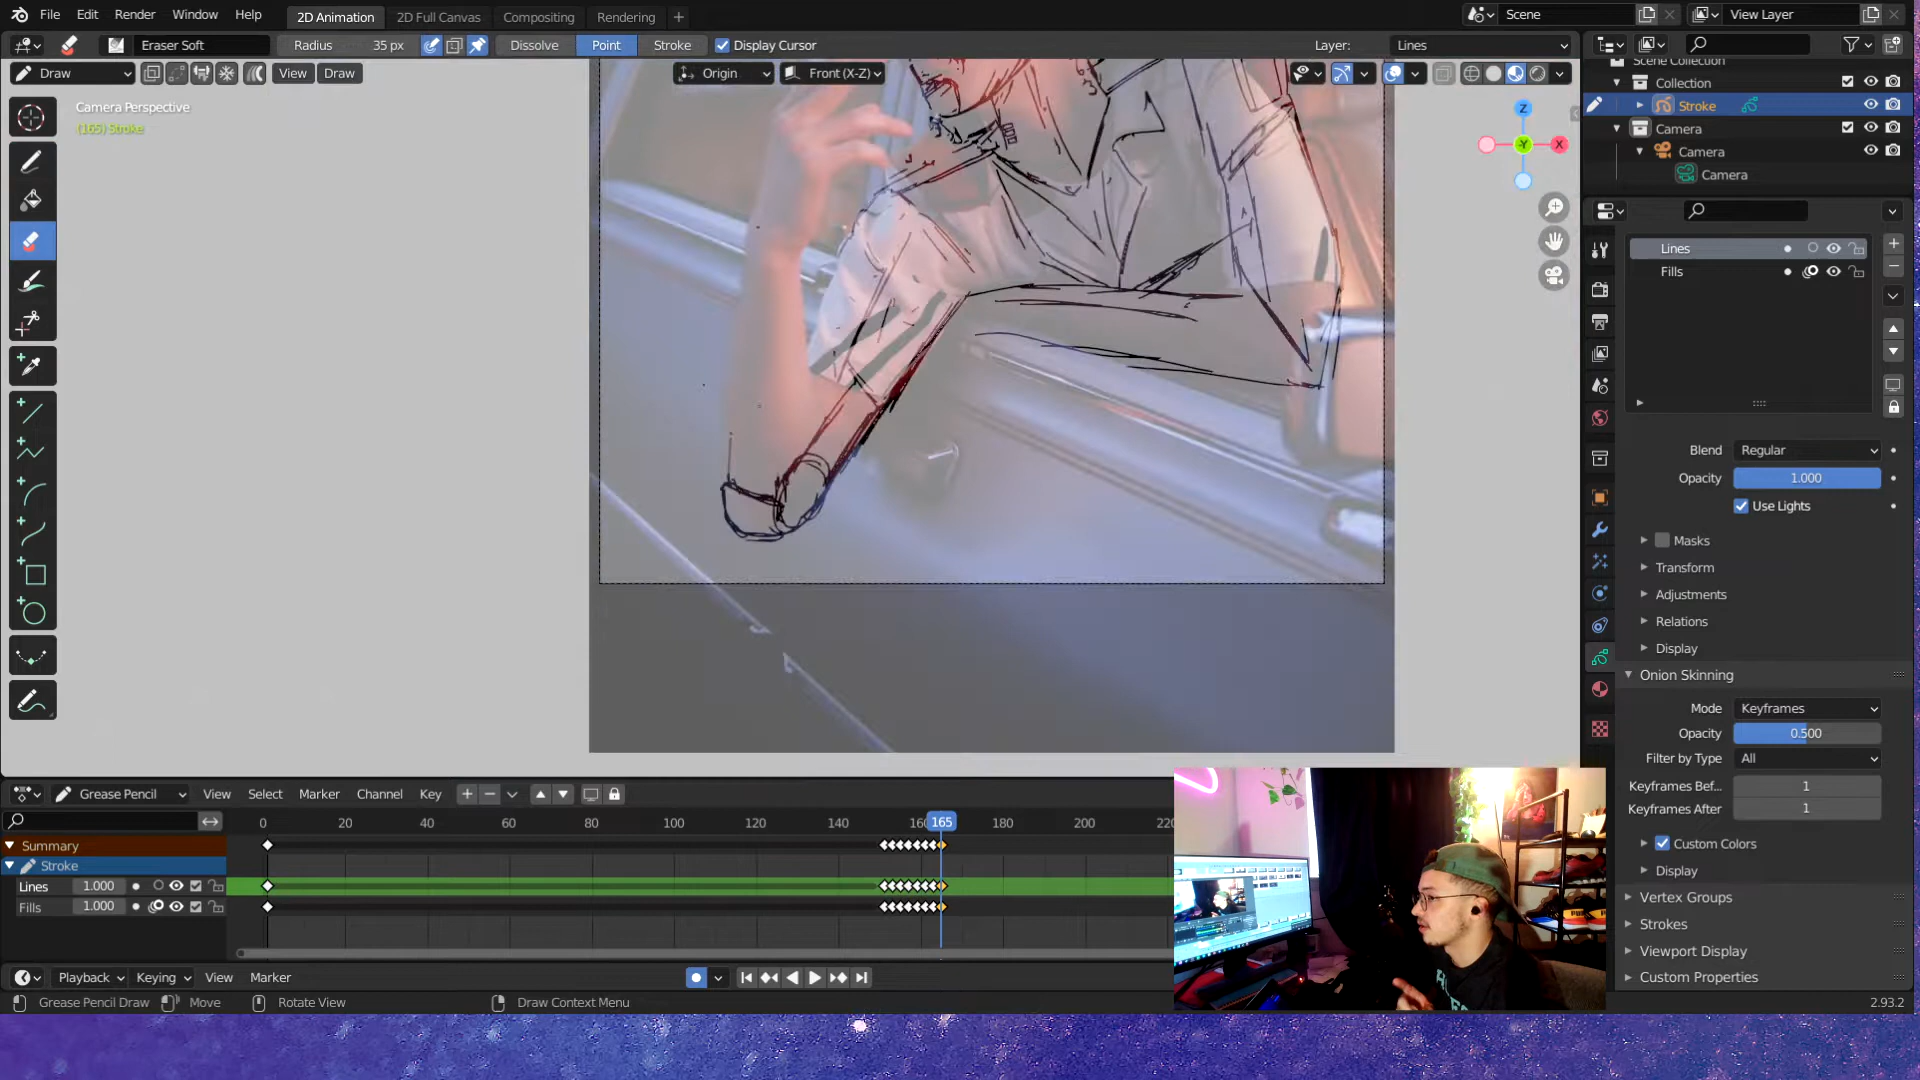 File Edit Render Window Help 2D Animation 2D Full Canvas Compositing Rendering + Scene View Layer
Eraser Soft Radius 35 px Dissolve Point Stroke Display Cursor Layer: Lines
Draw View Draw Origin Front (X-Z)
Camera Perspective
(165) Stroke
Z
Y X
Scene Collection
Collection
Stroke
Camera
Camera
Camera
Lines
Fills
Blend Regular
Opacity 1.000
Use Lights
Masks
Transform
Adjustments
Relations
Display
Onion Skinning
Mode Keyframes
Opacity 0.500
Filter by Type All
Keyframes Bef... 1
Keyframes After 1
Custom Colors
Display
Vertex Groups
Strokes
Viewport Display
Custom Properties
Grease Pencil View Select Marker Channel Key
0 20 40 60 80 100 120 140 160 165 180 200 220
Summary
Stroke
Lines 1.000
Fills 1.000
Playback Keying View Marker
Grease Pencil Draw Move Rotate View Draw Context Menu 2.93.2